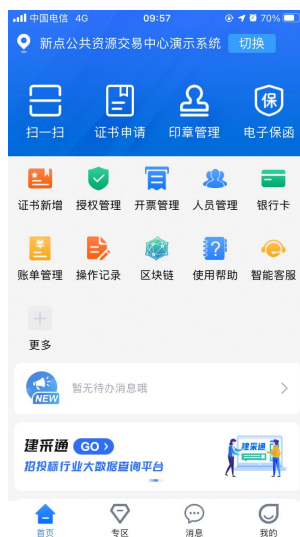 中国电信 4G 09:57 70%
新点公共资源交易中心演示系统 切换
扫一扫 证书申请 印章管理 保 电子保函
证书新增 授权管理 开票管理 人员管理 银行卡
账单管理 操作记录 区块链 使用帮助 智能客服
更多
NEW 暂无待办消息哦
建采通 GO 建采通
招投标行业大数据查询平台
首页 专区 消息 我的